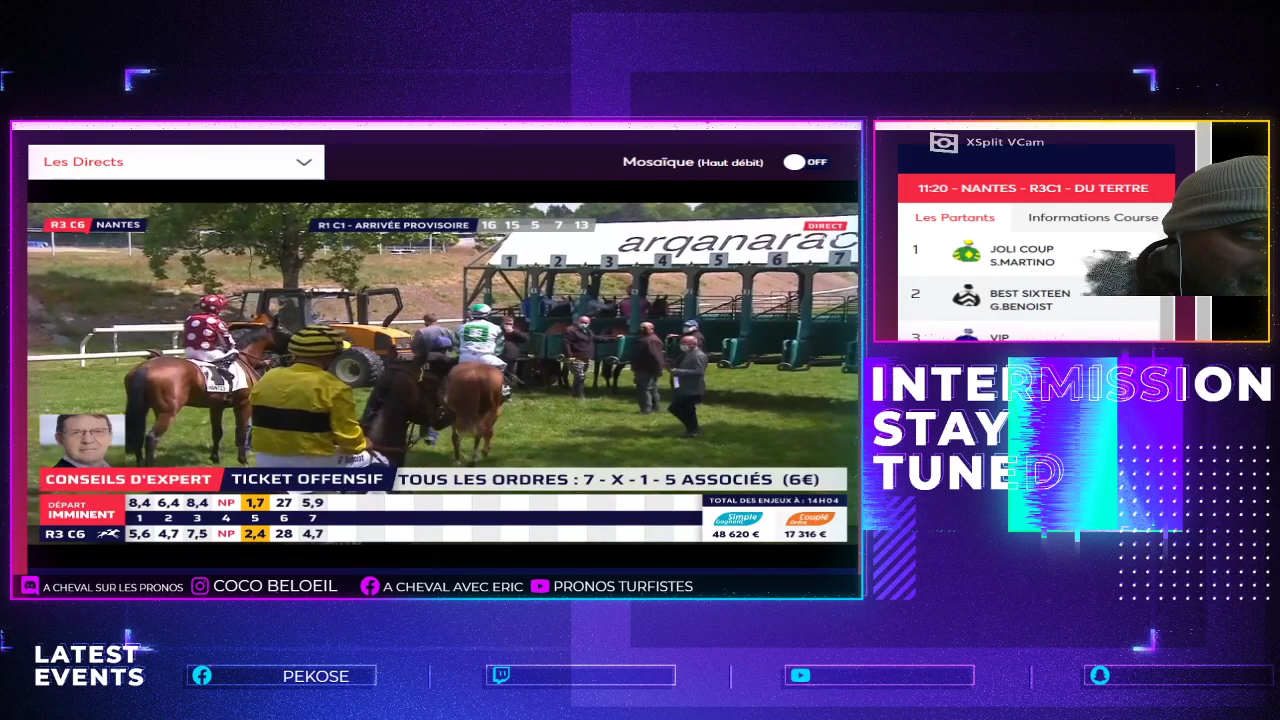 Les Directs
Mosaïque (Haut débit)
OFF
R3 C6 NANTES
R1 C1 - ARRIVÉE PROVISOIRE 16 15 5 7 13
DIRECT
arqanarac
1 2 3 4 5 6 7
NANTES
CONSEILS D'EXPERT TICKET OFFENSIF TOUS LES ORDRES : 7 - X - 1 - 5 ASSOCIÉS (6€)
DÉPART
IMMINENT
8,4 6,4 8,4 NP 1,7 27 5,9
1 2 3 4 5 6 7
R3 C6 5,6 4,7 7,5 NP 2,4 28 4,7
TOTAL DES ENJEUX À : 14H04
Simple
Gagnant
Couplé
Ordre
48 620 € 17 316 €
A CHEVAL SUR LES PRONOS COCO BELOEIL A CHEVAL AVEC ERIC PRONOS TURFISTES
XSplit VCam
11:20 - NANTES - R3C1 - DU TERTRE
Les Partants Informations Course
1 JOLI COUP
S.MARTINO
2 BEST SIXTEEN
G.BENOIST
3 VIP
INTERMISSION
STAY
TUNED
LATEST
EVENTS
PEKOSE